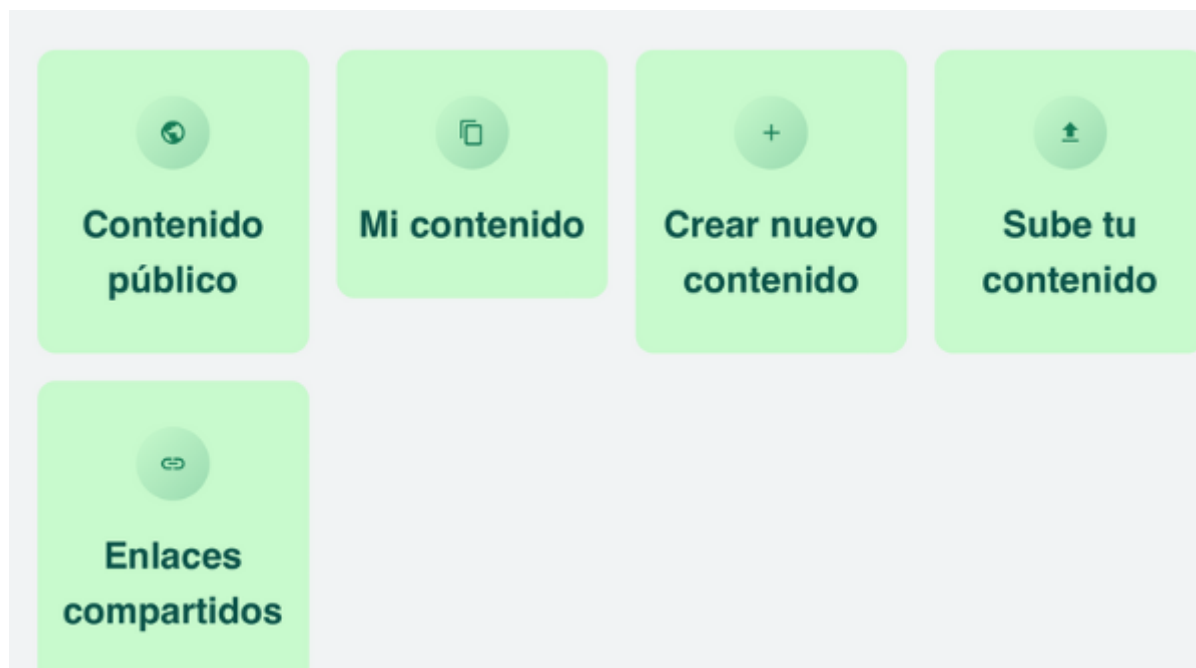 Contenido
público
Mi contenido
Crear nuevo
contenido
Sube tu
contenido
Enlaces
compartidos